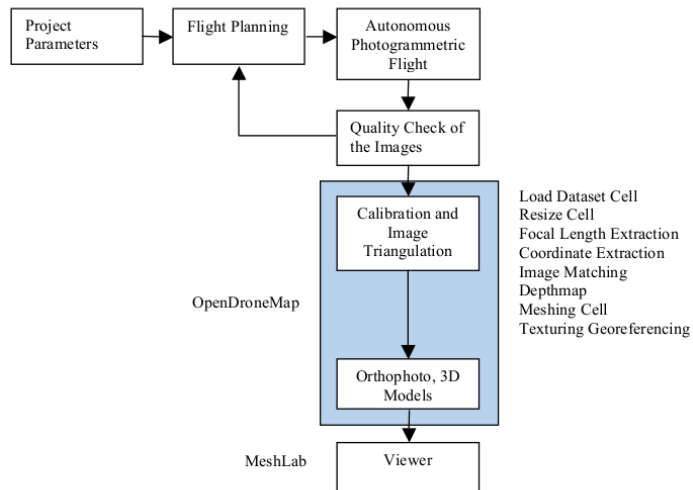 Project
Parameters
Flight Planning
Autonomous
Photogrammetric
Flight
Quality Check of
the Images
Calibration and
Image
Triangulation
Load Dataset Cell
Resize Cell
Focal Length Extraction
Coordinate Extraction
Image Matching
Depthmap
Meshing Cell
Texturing Georeferencing
OpenDroneMap
Orthophoto, 3D
Models
MeshLab
Viewer